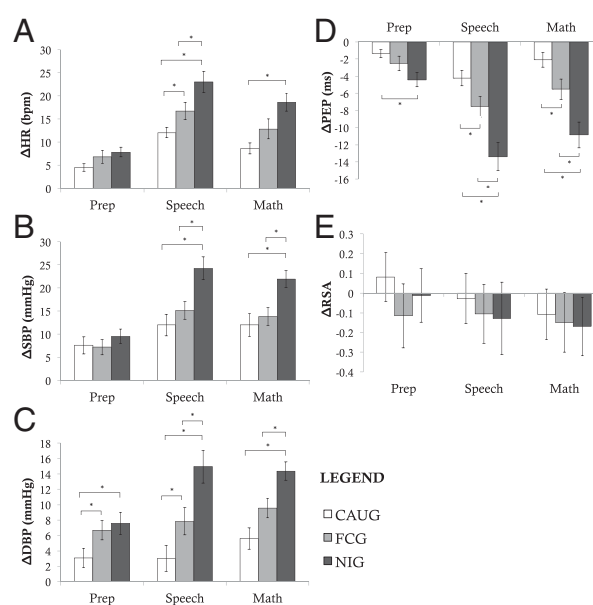 A
ΔHR (bpm)
30
25
20
15
10
5
0
* * *
*
Prep Speech Math
B
ΔSBP (mmHg)
30
25
20
15
10
5
0
* *
* *
Prep Speech Math
C
ΔDBP (mmHg)
18
16
14
12
10
8
6
4
2
0
* *
* * *
* *
Prep Speech Math
D
Prep Speech Math
ΔPEP (ms)
0
-2
-4
-6
-8
-10
-12
-14
-16
*
* * *
* * *
E
ΔRSA
0.3
0.2
0.1
0
-0.1
-0.2
-0.3
-0.4
Prep Speech Math
LEGEND
CAUG
FCG
NIG